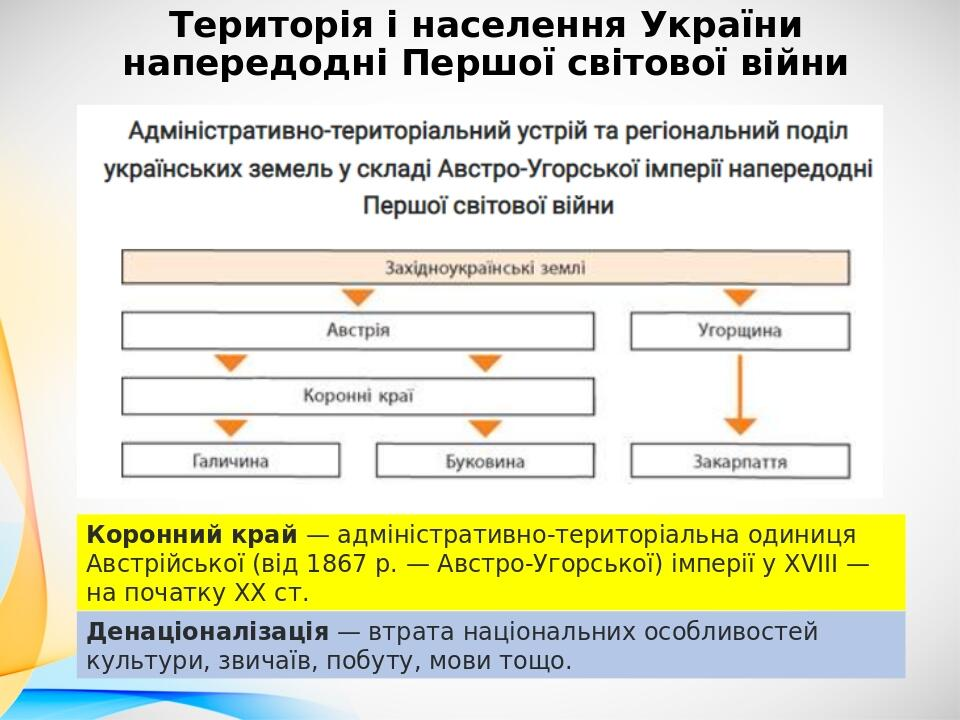 Територія і населення України
напередодні Першої світової війни
Адміністративно-територіальний устрій та регіональний поділ
українських земель у складі Австро-Угорської імперії напередодні
Першої світової війни
Західноукраїнські землі
Австрія
Угорщина
Коронні краї
Галичина
Буковина
Закарпаття
Коронний край — адміністративно-територіальна одиниця
Австрійської (від 1867 р. — Австро-Угорської) імперії у XVIII —
на початку XX ст.
Денаціоналізація — втрата національних особливостей
культури, звичаїв, побуту, мови тощо.